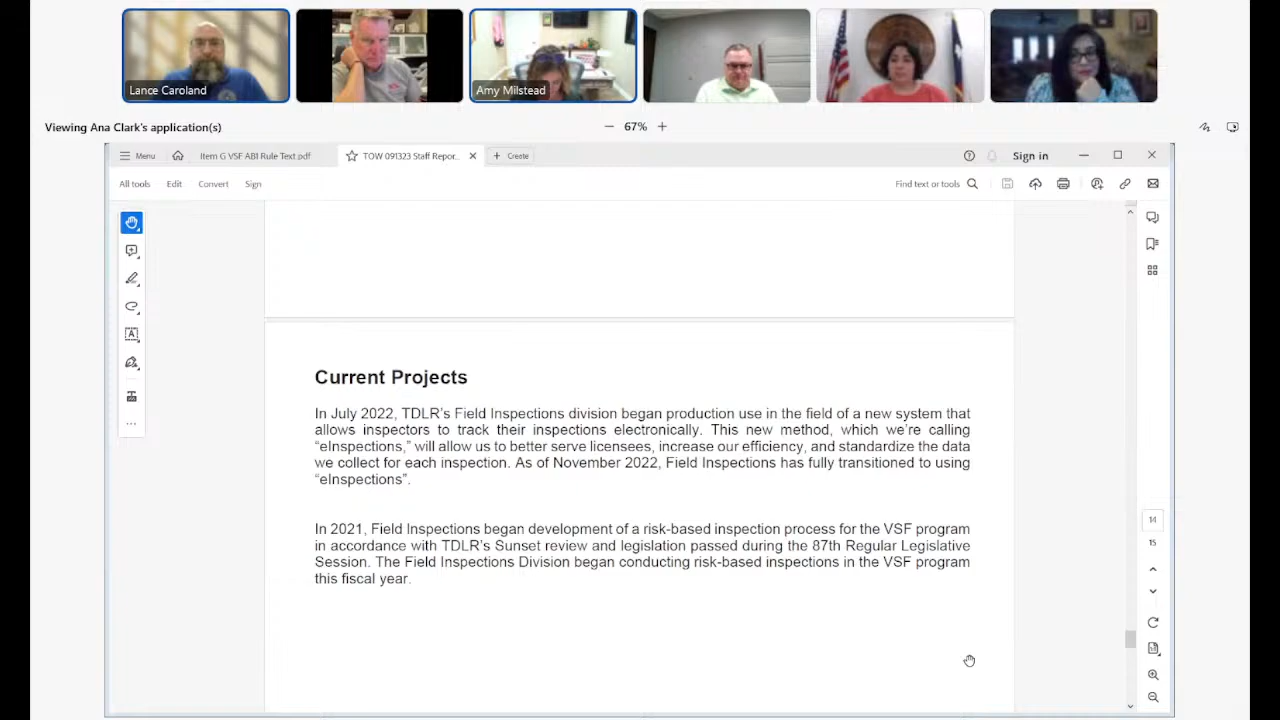 Lance Caroland
Amy Milstead
Viewing Ana Clark's application(s)
67%
Menu
Item G VSF AB1 Rule Text.pdf
TOW 091323 Staff Repor...
Create
Sign in
All tools
Edit
Convert
Sign
Find text or tools
Current Projects
In July 2022, TDLR's Field Inspections division began production use in the field of a new system that
allows inspectors to track their inspections electronically. This new method, which we're calling
“eInspections,” will allow us to better serve licensees, increase our efficiency, and standardize the data
we collect for each inspection. As of November 2022, Field Inspections has fully transitioned to using
“eInspections”.
In 2021, Field Inspections began development of a risk-based inspection process for the VSF program
in accordance with TDLR's Sunset review and legislation passed during the 87th Regular Legislative
Session. The Field Inspections Division began conducting risk-based inspections in the VSF program
this fiscal year.
14
15